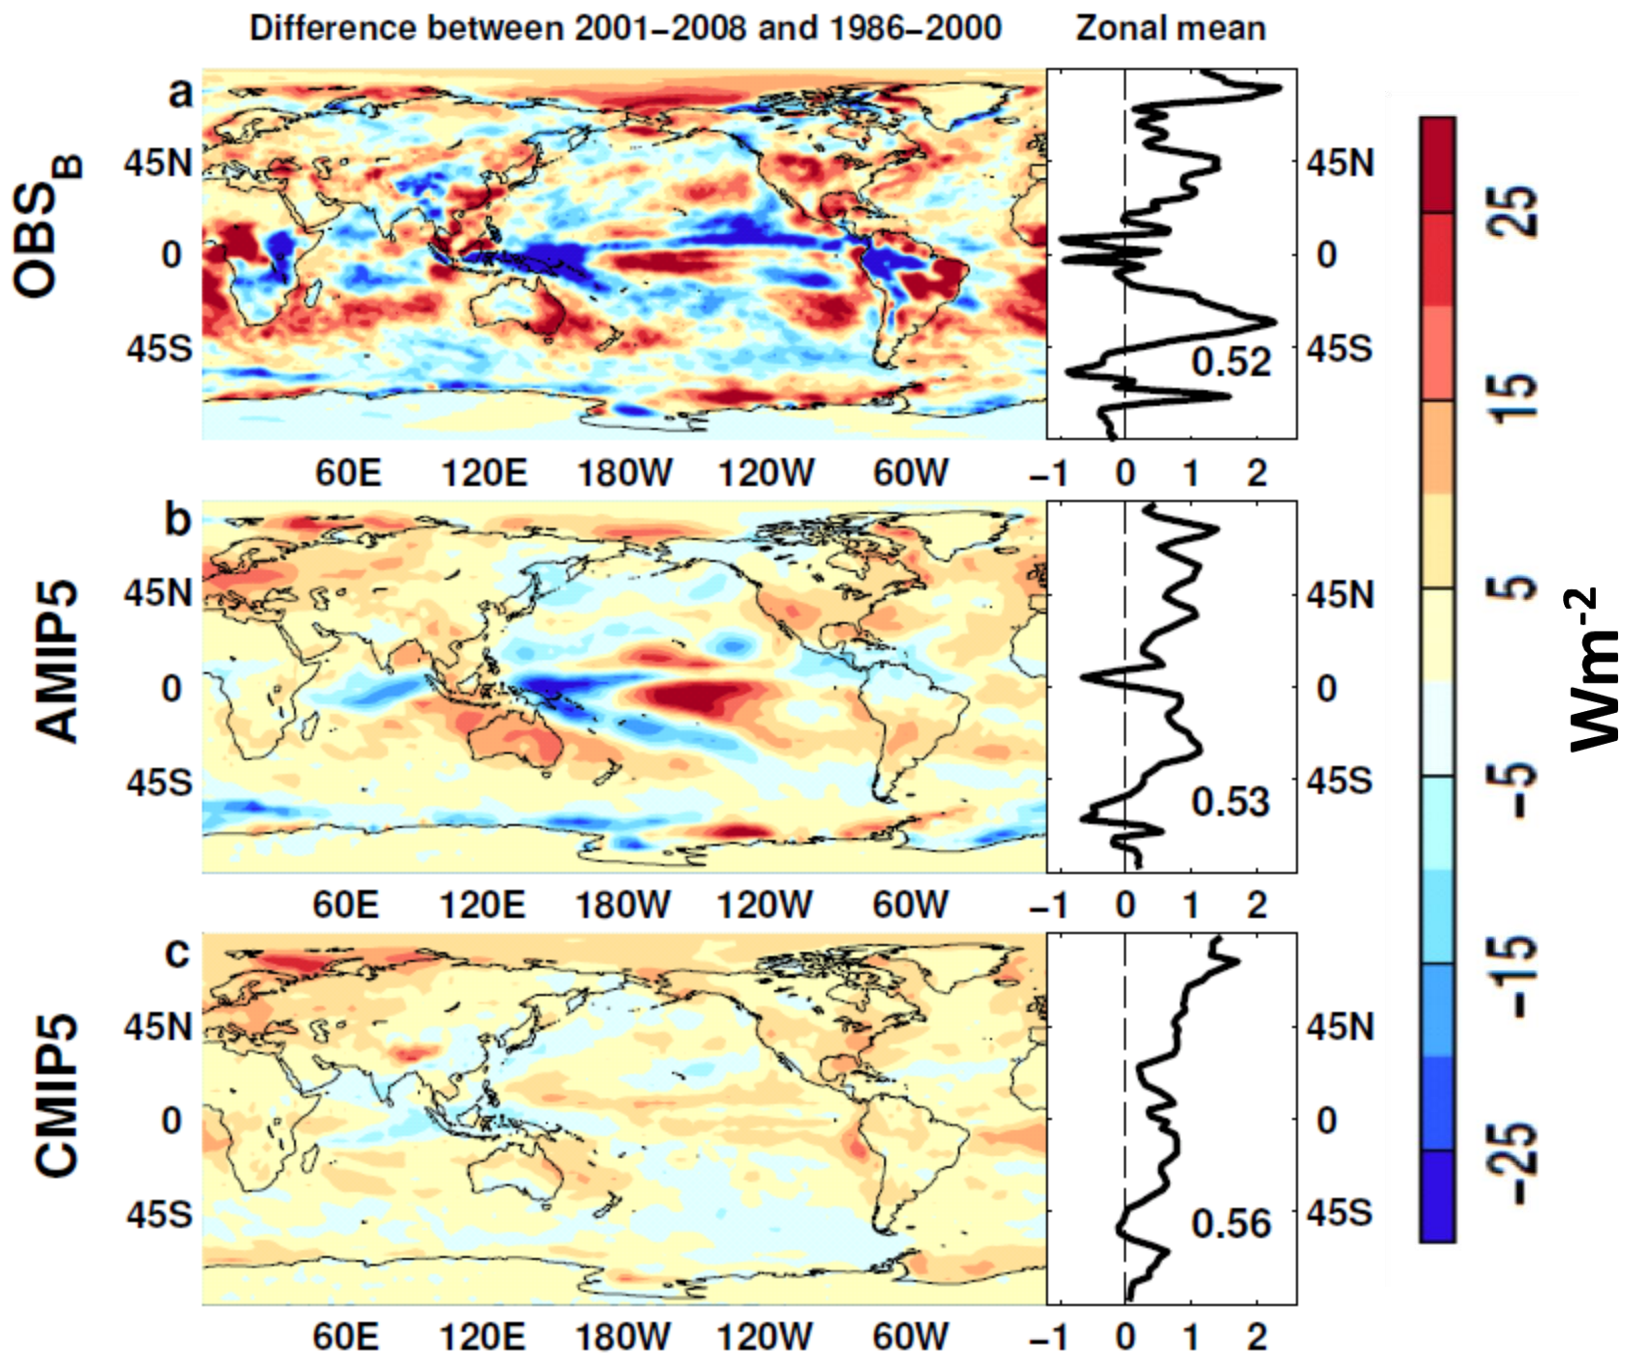 Difference between 2001–2008 and 1986–2000
Zonal mean
a
OBS_B
45N
0
45S
45N
0
45S
0.52
60E 120E 180W 120W 60W
−1 0 1 2
b
AMIP5
45N
0
45S
45N
0
45S
0.53
60E 120E 180W 120W 60W
−1 0 1 2
c
CMIP5
45N
0
45S
45N
0
45S
0.56
60E 120E 180W 120W 60W
−1 0 1 2
25
15
5
−5
−15
−25
Wm⁻²